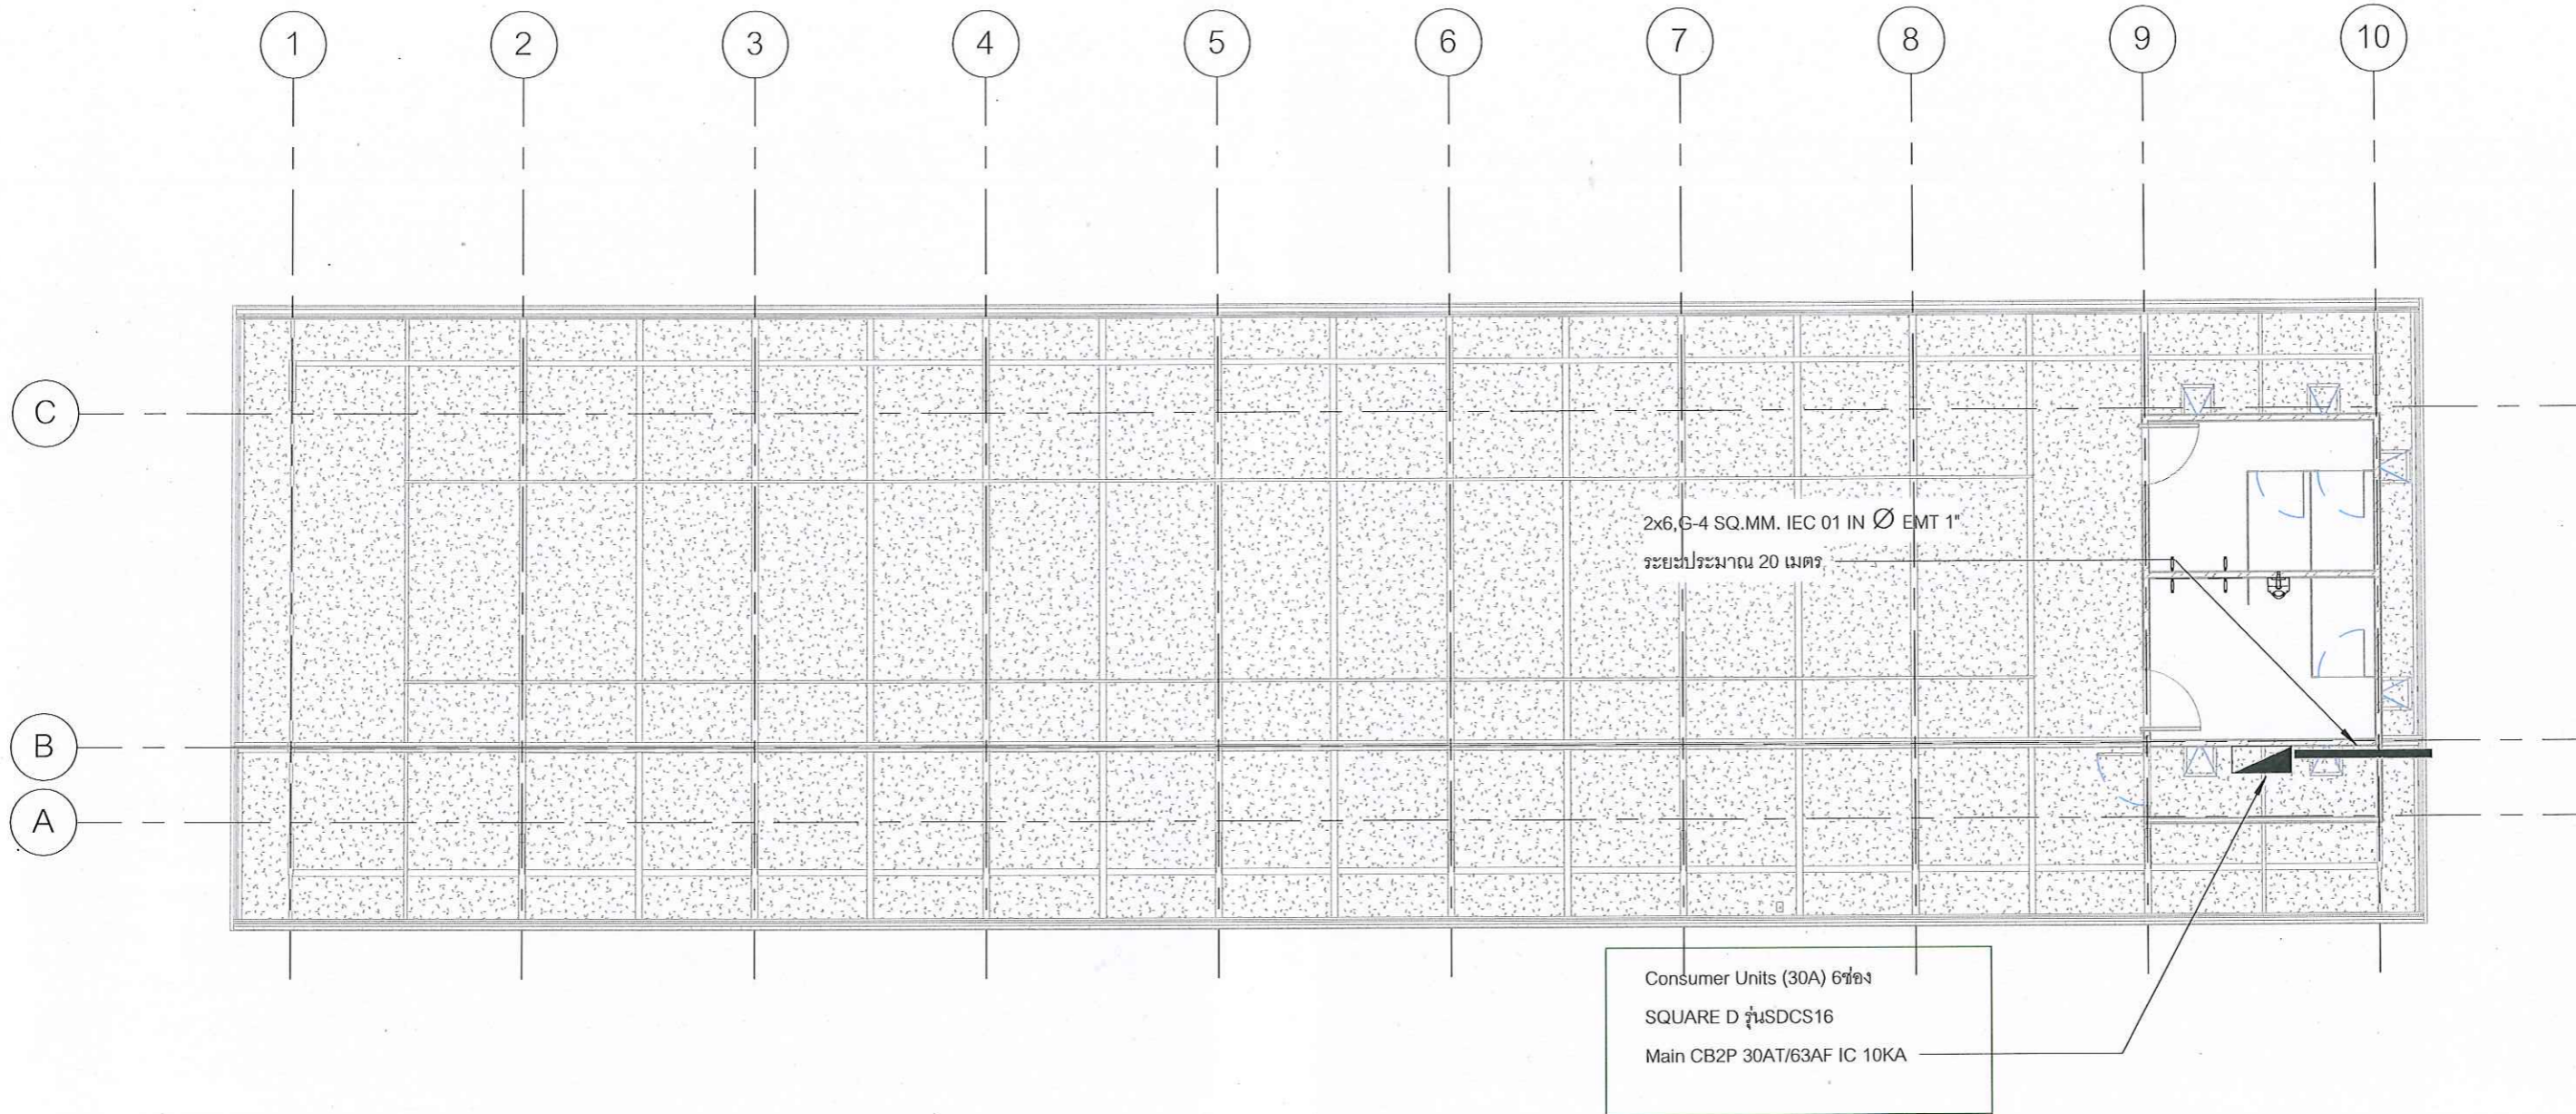 1 2 3 4 5 6 7 8 9 10
C
2x6,G-4 SQ.MM. IEC 01 IN Ø EMT 1"
ระยะประมาณ 20 เมตร
B
A
Consumer Units (30A) 6ช่อง
SQUARE D รุ่นSDCS16
Main CB2P 30AT/63AF IC 10KA